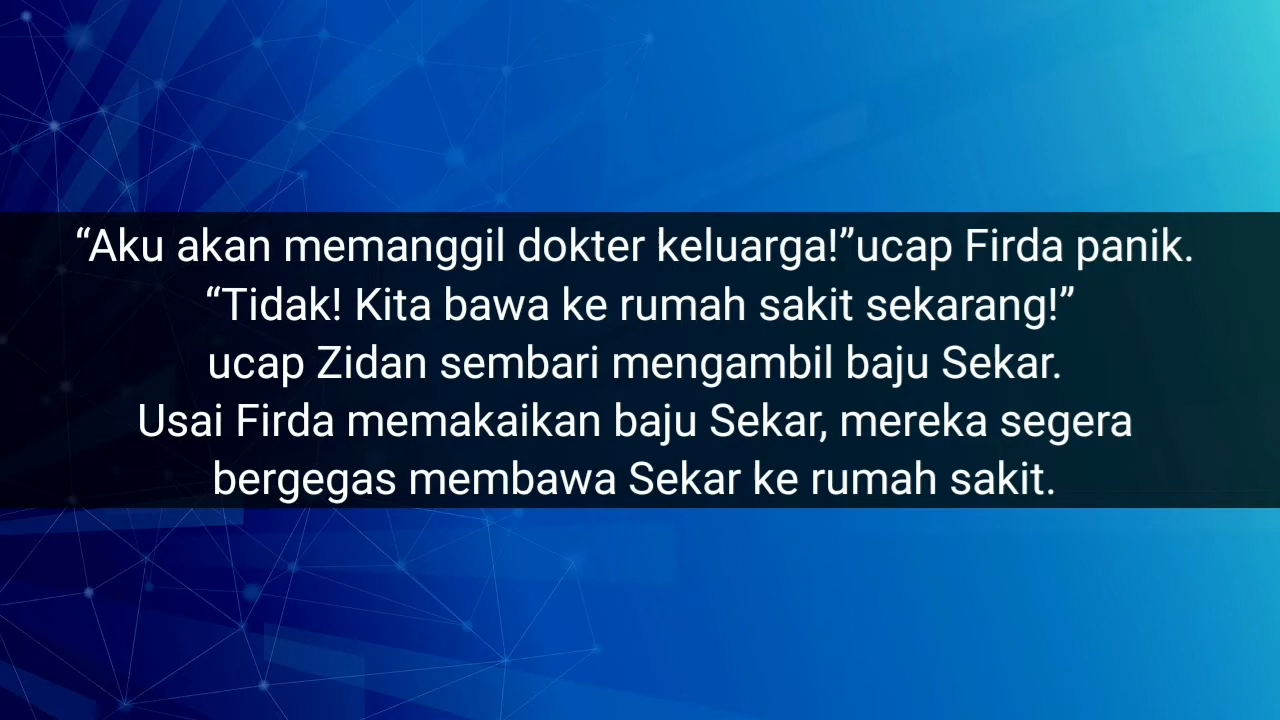 “Aku akan memanggil dokter keluarga!”ucap Firda panik.
“Tidak! Kita bawa ke rumah sakit sekarang!”
ucap Zidan sembari mengambil baju Sekar.
Usai Firda memakaikan baju Sekar, mereka segera
bergegas membawa Sekar ke rumah sakit.